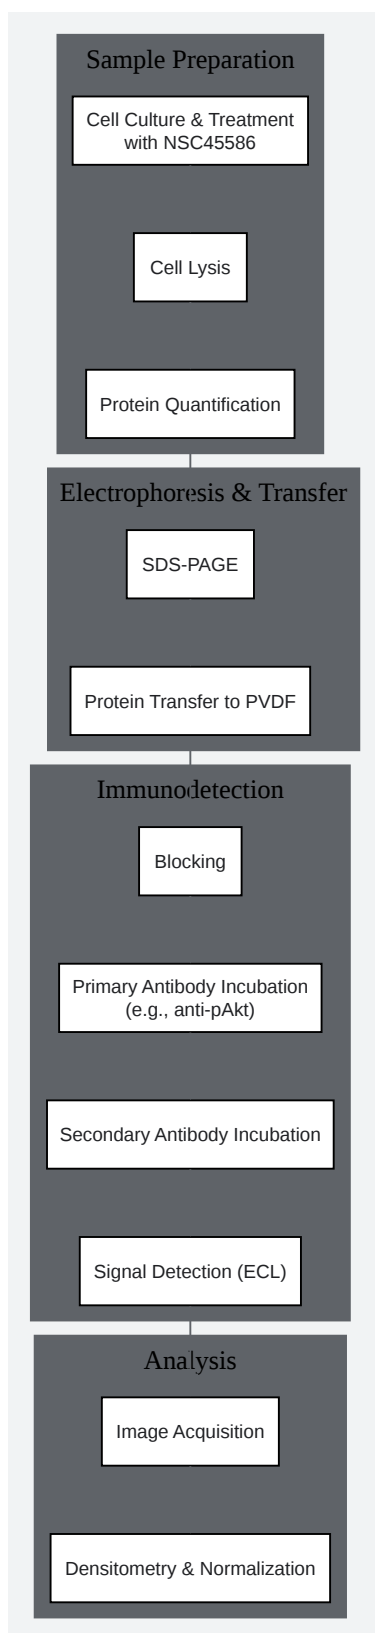 Sample Preparation
Cell Culture & Treatment
with NSC45586
Cell Lysis
Protein Quantification
Electrophoresis & Transfer
SDS-PAGE
Protein Transfer to PVDF
Immunodetection
Blocking
Primary Antibody Incubation
(e.g., anti-pAkt)
Secondary Antibody Incubation
Signal Detection (ECL)
Analysis
Image Acquisition
Densitometry & Normalization